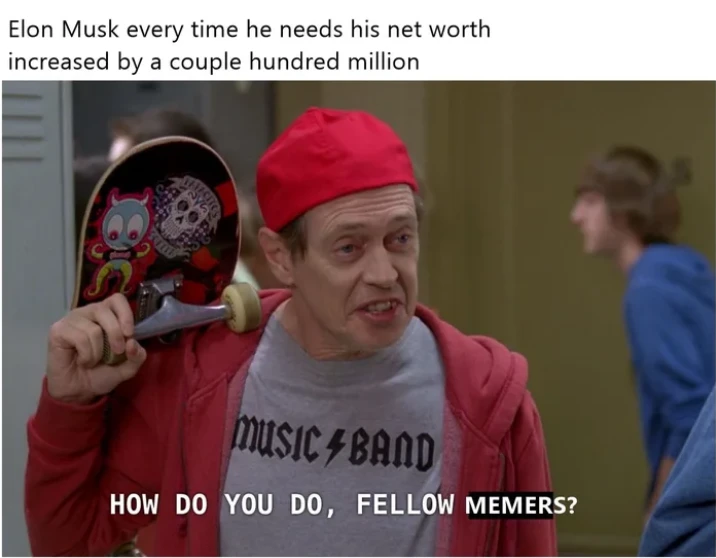 Elon Musk every time he needs his net worth
increased by a couple hundred million
MUSIC⚡BAND
HOW DO YOU DO, FELLOW MEMERS?